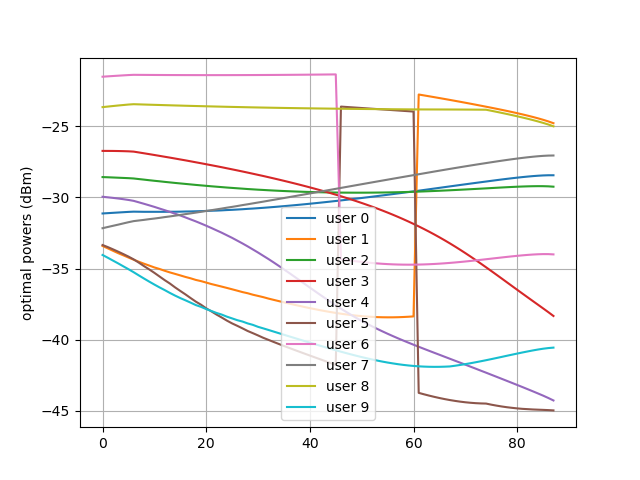 optimal powers (dBm)
−25
−30
−35
−40
−45
0
20
40
60
80
user 0
user 1
user 2
user 3
user 4
user 5
user 6
user 7
user 8
user 9